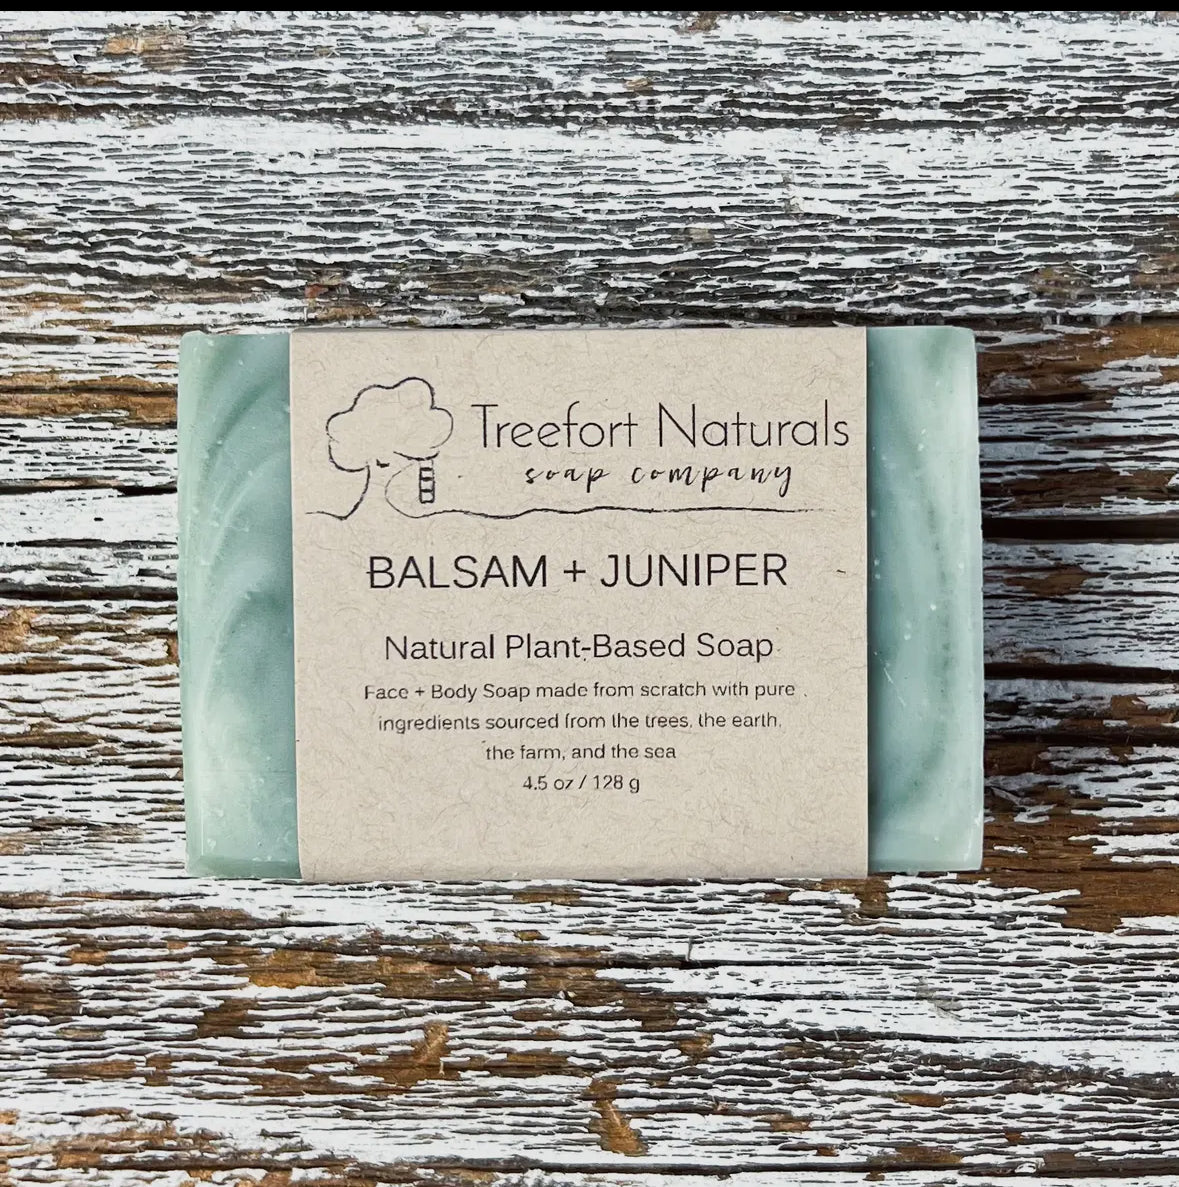 Treefort Naturals
soap company
BALSAM + JUNIPER
Natural Plant-Based Soap
Face + Body Soap made from scratch with pure
ingredients sourced from the trees, the earth,
the farm, and the sea
4.5 oz / 128 g